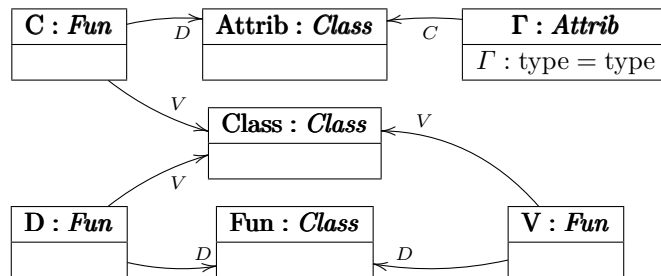 C : Fun
D
Attrib : Class
C
Γ : Attrib
Γ : type = type
V
Class : Class
V
V
D : Fun
D
Fun : Class
D
V : Fun